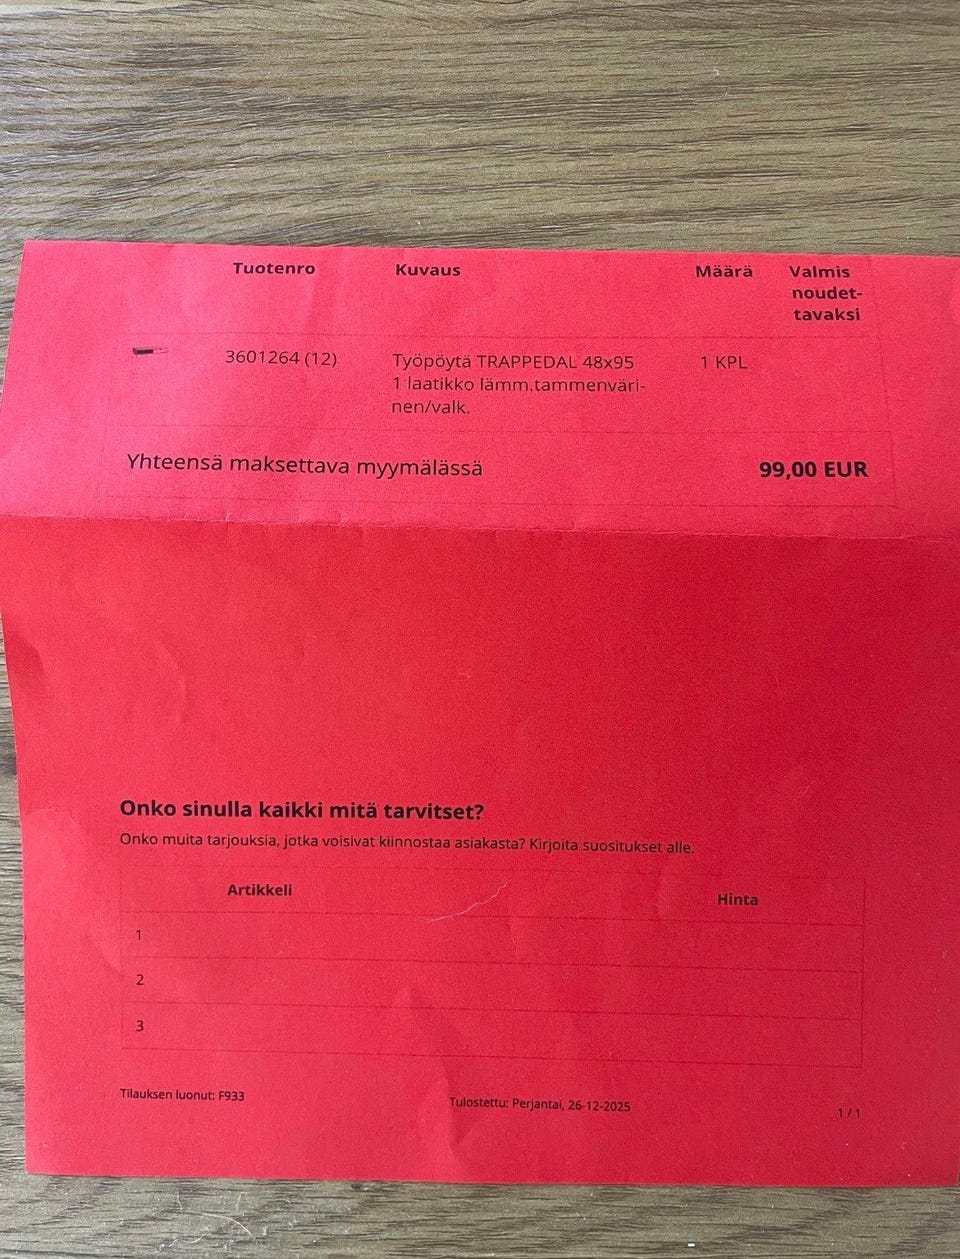 Tuotenro Kuvaus Määrä Valmis
noudet-
tavaksi
3601264 (12) Työpöytä TRAPPEDAL 48x95 1 KPL
1 laatikko lämm.tammenväri-
nen/valk.
Yhteensä maksettava myymälässä 99,00 EUR
Onko sinulla kaikki mitä tarvitset?
Onko muita tarjouksia, jotka voisivat kiinnostaa asiakasta? Kirjoita suositukset alle.
Artikkeli Hinta
1
2
3
Tilauksen luonut: F933 Tulostettu: Perjantai, 26-12-2025 1 / 1